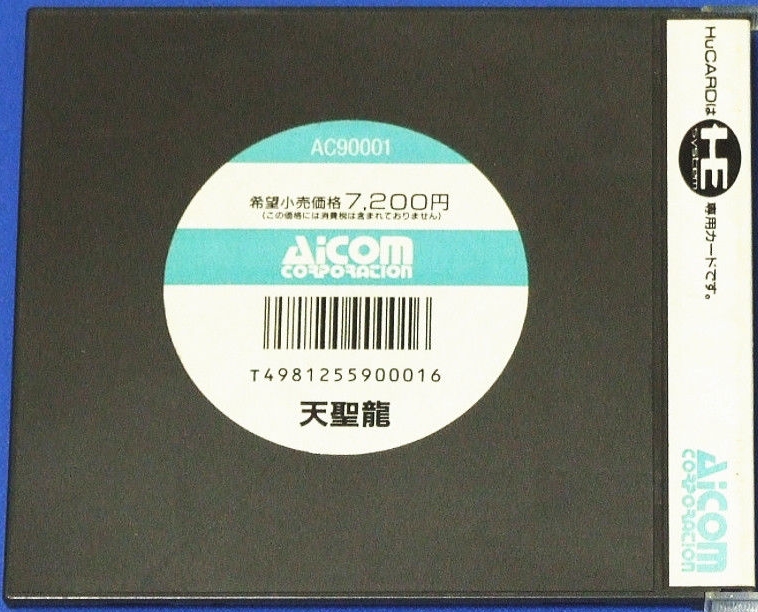 AC90001
希望小売価格7,200円
(この価格には消費税は含まれておりません)
AiCOM
CORPORATION
T4981255900016
天聖龍
HuCARDは HE system 専用カードです。
AiCOM
CORPORATION